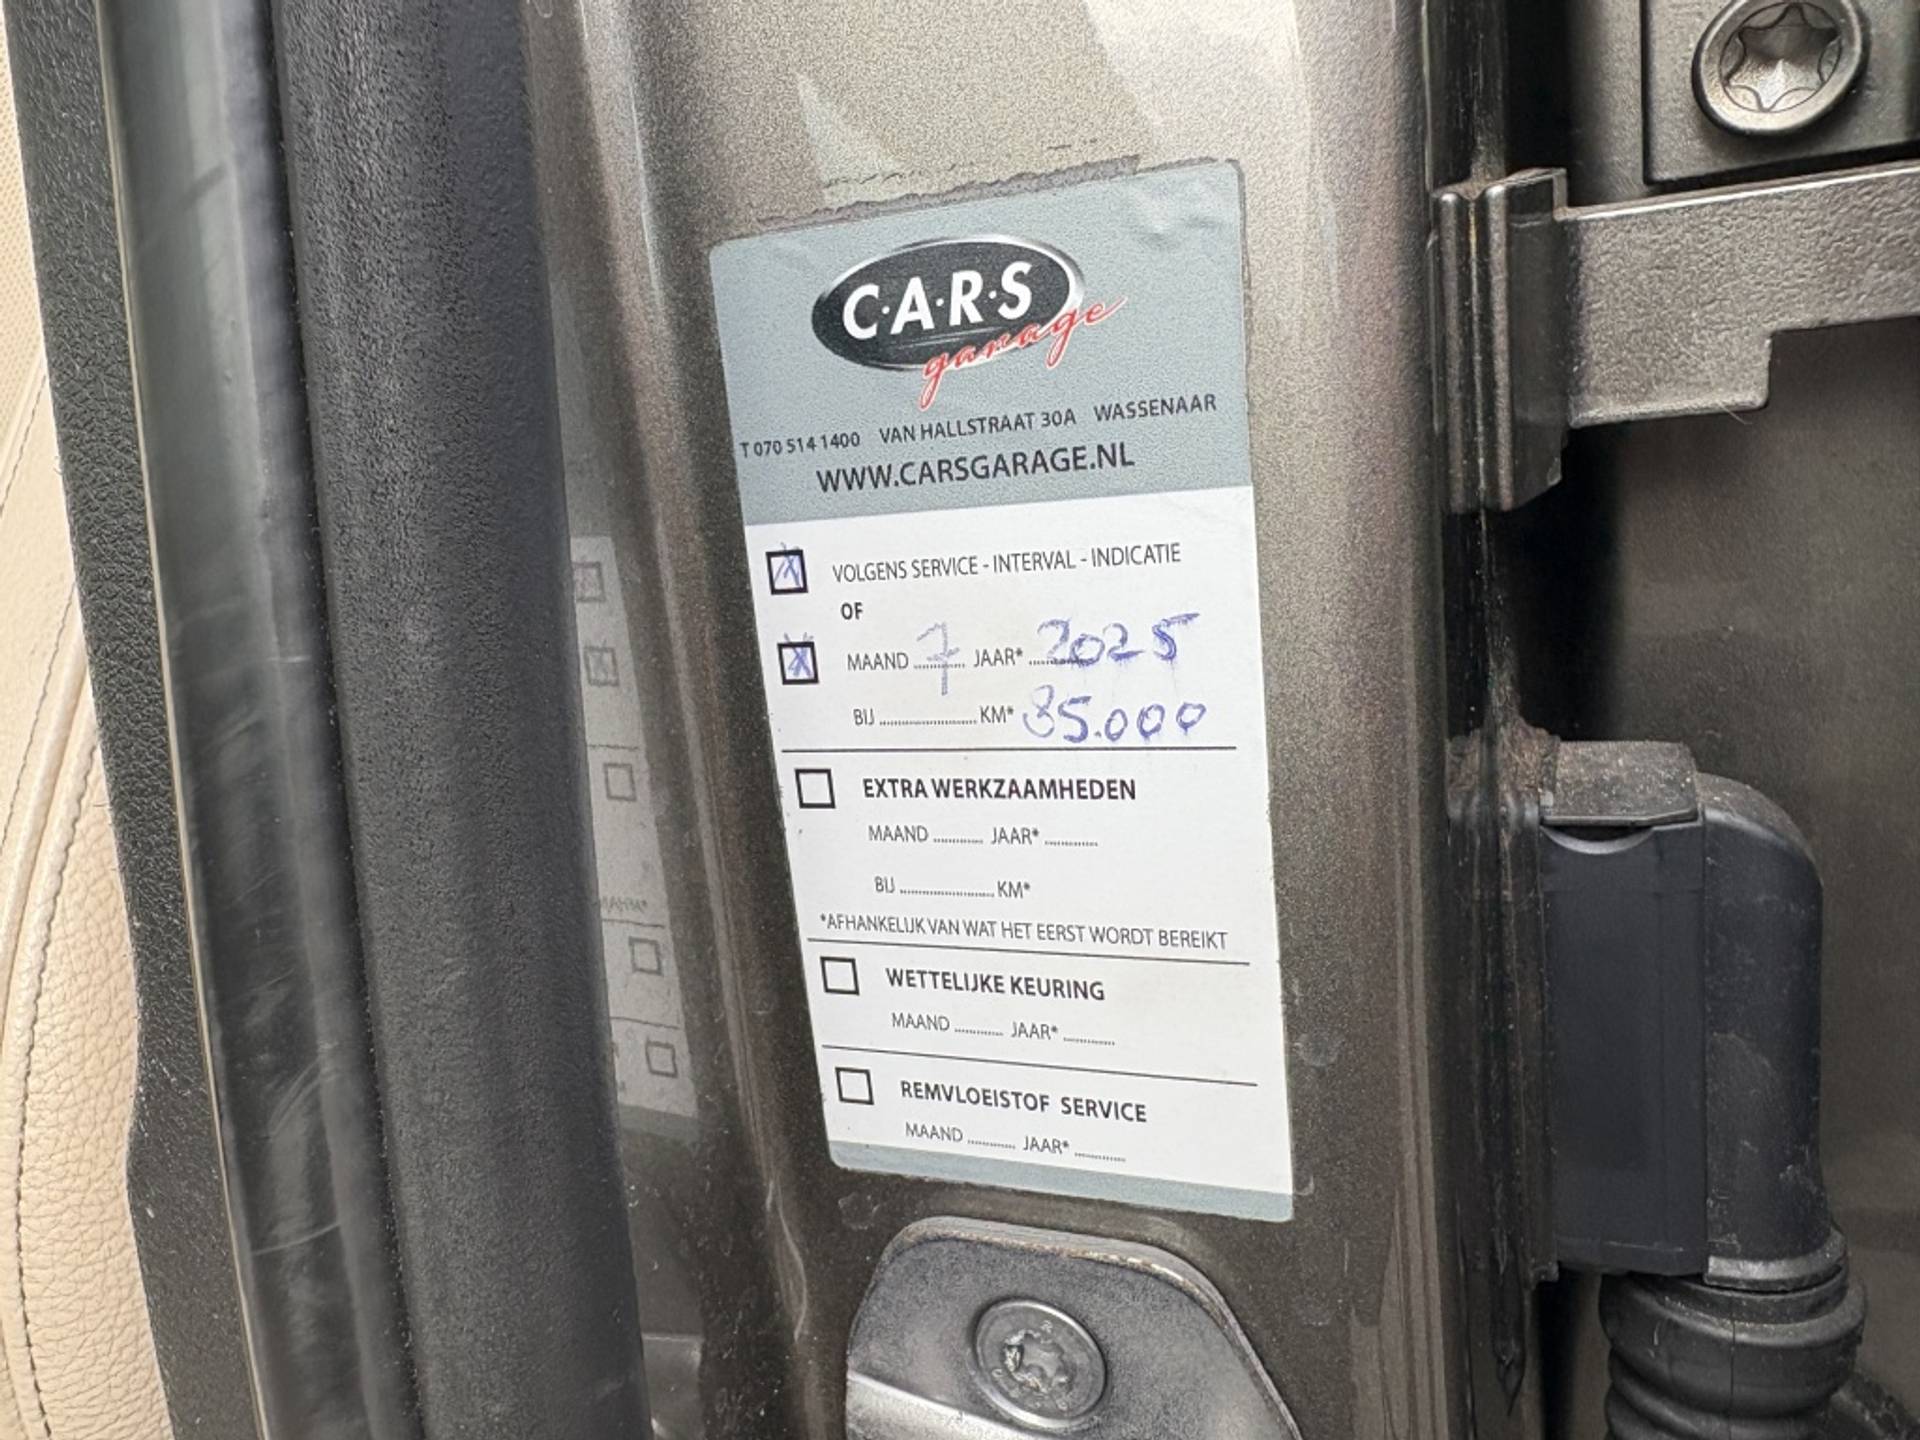 C·A·R·S
garage
T 070 514 1400 VAN HALLSTRAAT 30A WASSENAAR
WWW.CARSGARAGE.NL
VOLGENS SERVICE - INTERVAL - INDICATIE
OF
MAAND 7 JAAR* 2025
BIJ .................... KM* 85.000
EXTRA WERKZAAMHEDEN
MAAND .......... JAAR* ..........
BIJ .................... KM*
*AFHANKELIJK VAN WAT HET EERST WORDT BEREIKT
WETTELIJKE KEURING
MAAND .......... JAAR* ..........
REMVLOEISTOF SERVICE
MAAND .......... JAAR* ..........